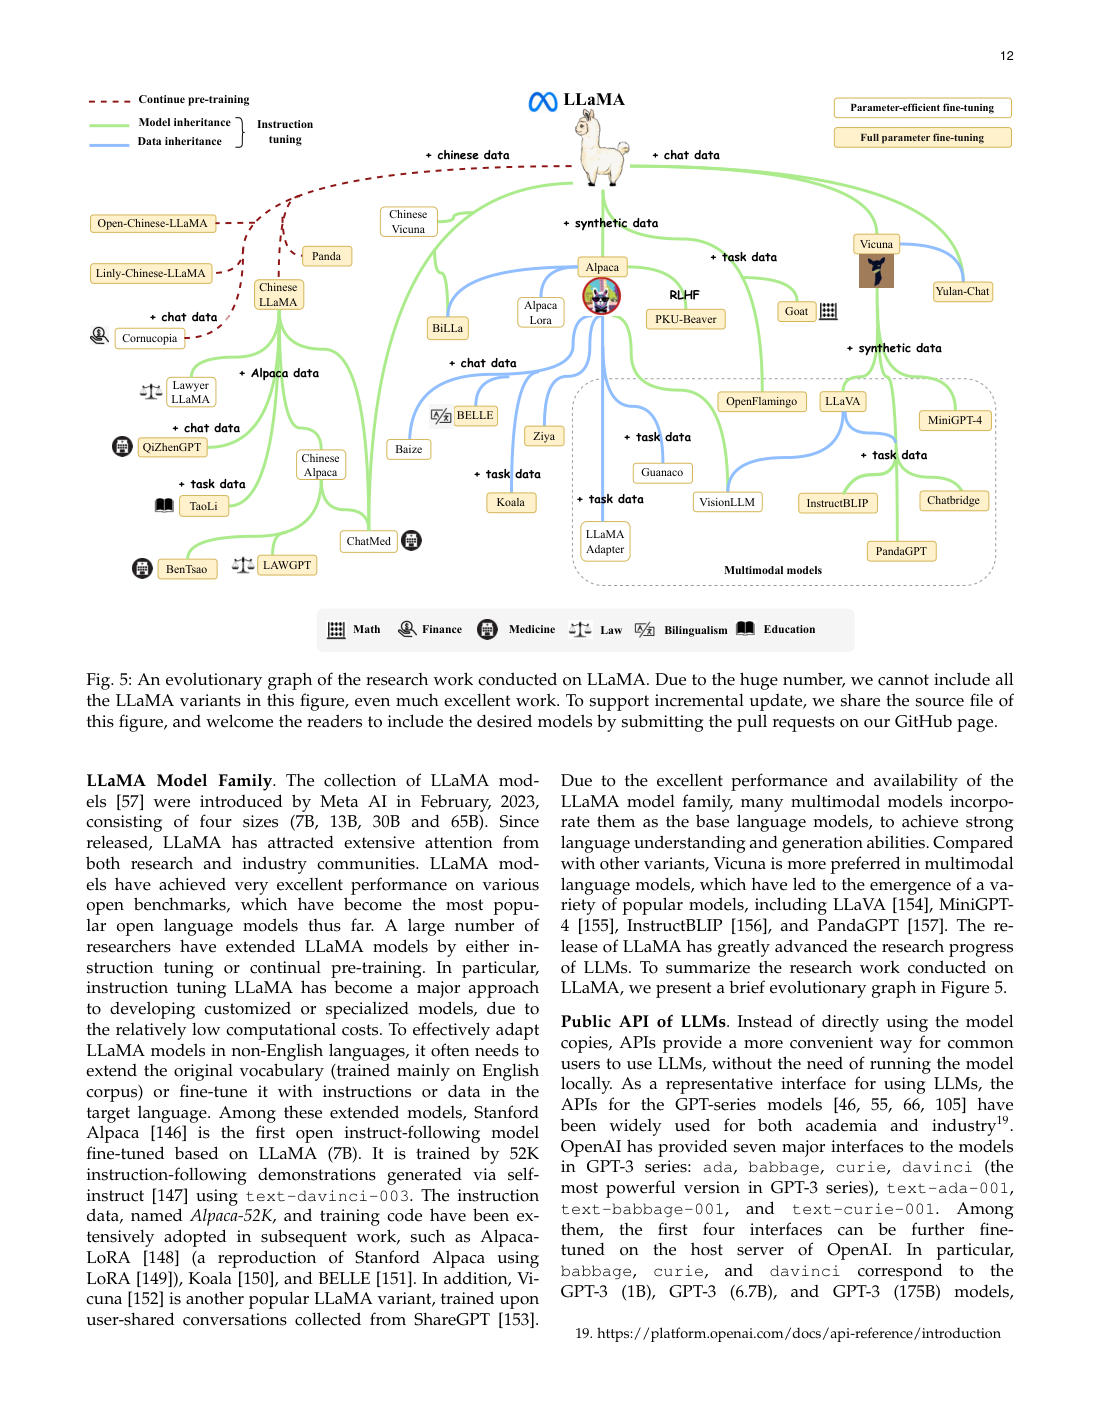 12
Continue pre-training
Model inheritance
Data inheritance
Instruction
tuning
LLaMA
Parameter-efficient fine-tuning
Full parameter fine-tuning
+ chinese data
+ chat data
Open-Chinese-LLaMA
Chinese
Vicuna
+ synthetic data
Vicuna
Panda
+ task data
Linly-Chinese-LLaMA
Alpaca
Chinese
LLaMA
Yulan-Chat
RLHF
Alpaca
Lora
Goat
+ chat data
PKU-Beaver
BiLLa
Cornucopia
+ synthetic data
+ chat data
+ Alpaca data
Lawyer
LLaMA
OpenFlamingo
LLaVA
BELLE
MiniGPT-4
+ chat data
Ziya
+ task data
QiZhenGPT
Baize
+ task data
Chinese
Alpaca
Guanaco
+ task data
+ task data
+ task data
TaoLi
Koala
VisionLLM
InstructBLIP
Chatbridge
ChatMed
LLaMA
Adapter
PandaGPT
BenTsao
LAWGPT
Multimodal models
Math
Finance
Medicine
Law
Bilingualism
Education
Fig. 5: An evolutionary graph of the research work conducted on LLaMA. Due to the huge number, we cannot include all
the LLaMA variants in this figure, even much excellent work. To support incremental update, we share the source file of
this figure, and welcome the readers to include the desired models by submitting the pull requests on our GitHub page.
LLaMA Model Family. The collection of LLaMA mod-
els [57] were introduced by Meta AI in February, 2023,
consisting of four sizes (7B, 13B, 30B and 65B). Since
released, LLaMA has attracted extensive attention from
both research and industry communities. LLaMA mod-
els have achieved very excellent performance on various
open benchmarks, which have become the most popu-
lar open language models thus far. A large number of
researchers have extended LLaMA models by either in-
struction tuning or continual pre-training. In particular,
instruction tuning LLaMA has become a major approach
to developing customized or specialized models, due to
the relatively low computational costs. To effectively adapt
LLaMA models in non-English languages, it often needs to
extend the original vocabulary (trained mainly on English
corpus) or fine-tune it with instructions or data in the
target language. Among these extended models, Stanford
Alpaca [146] is the first open instruct-following model
fine-tuned based on LLaMA (7B). It is trained by 52K
instruction-following demonstrations generated via self-
instruct [147] using text-davinci-003. The instruction
data, named Alpaca-52K, and training code have been ex-
tensively adopted in subsequent work, such as Alpaca-
LoRA [148] (a reproduction of Stanford Alpaca using
LoRA [149]), Koala [150], and BELLE [151]. In addition, Vi-
cuna [152] is another popular LLaMA variant, trained upon
user-shared conversations collected from ShareGPT [153].
Due to the excellent performance and availability of the
LLaMA model family, many multimodal models incorpo-
rate them as the base language models, to achieve strong
language understanding and generation abilities. Compared
with other variants, Vicuna is more preferred in multimodal
language models, which have led to the emergence of a va-
riety of popular models, including LLaVA [154], MiniGPT-
4 [155], InstructBLIP [156], and PandaGPT [157]. The re-
lease of LLaMA has greatly advanced the research progress
of LLMs. To summarize the research work conducted on
LLaMA, we present a brief evolutionary graph in Figure 5.
Public API of LLMs. Instead of directly using the model
copies, APIs provide a more convenient way for common
users to use LLMs, without the need of running the model
locally. As a representative interface for using LLMs, the
APIs for the GPT-series models [46, 55, 66, 105] have
been widely used for both academia and industry19.
OpenAI has provided seven major interfaces to the models
in GPT-3 series: ada, babbage, curie, davinci (the
most powerful version in GPT-3 series), text-ada-001,
text-babbage-001, and text-curie-001. Among
them, the first four interfaces can be further fine-
tuned on the host server of OpenAI. In particular,
babbage, curie, and davinci correspond to the
GPT-3 (1B), GPT-3 (6.7B), and GPT-3 (175B) models,
19. https://platform.openai.com/docs/api-reference/introduction